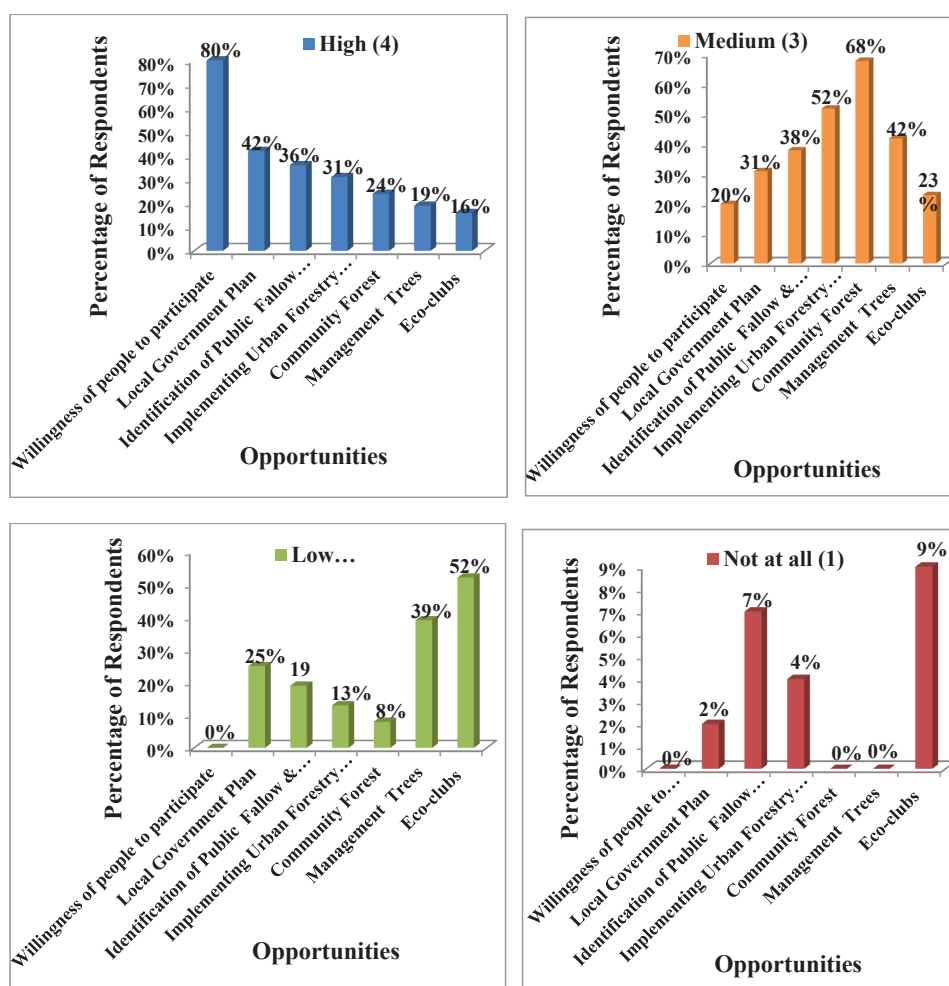 High (4)
Percentage of Respondents
80%
70%
60%
50%
40%
30%
20%
10%
0%
80%
42%
36%
31%
24%
19%
16%
Willingness of people to participate
Local Government Plan
Identification of Public Fallow…
Implementing Urban Forestry…
Community Forest
Management Trees
Eco-clubs
Opportunities
Medium (3)
Percentage of Respondents
70%
60%
50%
40%
30%
20%
10%
0%
20%
31%
38%
52%
68%
42%
23
%
Willingness of people to participate
Local Government Plan
Identification of Public Fallow &…
Implementing Urban Forestry…
Community Forest
Management Trees
Eco-clubs
Opportunities
Low…
Percentage of Respondents
60%
50%
40%
30%
20%
10%
0%
0%
25%
19
13%
8%
39%
52%
Willingness of people to participate
Local Government Plan
Identification of Public Fallow &…
Implementing Urban Forestry…
Community Forest
Management Trees
Eco-clubs
Opportunities
Not at all (1)
Percentage of Respondents
9%
8%
7%
6%
5%
4%
3%
2%
1%
0%
0%
2%
7%
4%
0%
0%
9%
Willingness of people to…
Local Government Plan
Identification of Public Fallow…
Implementing Urban Forestry…
Community Forest
Management Trees
Eco-clubs
Opportunities